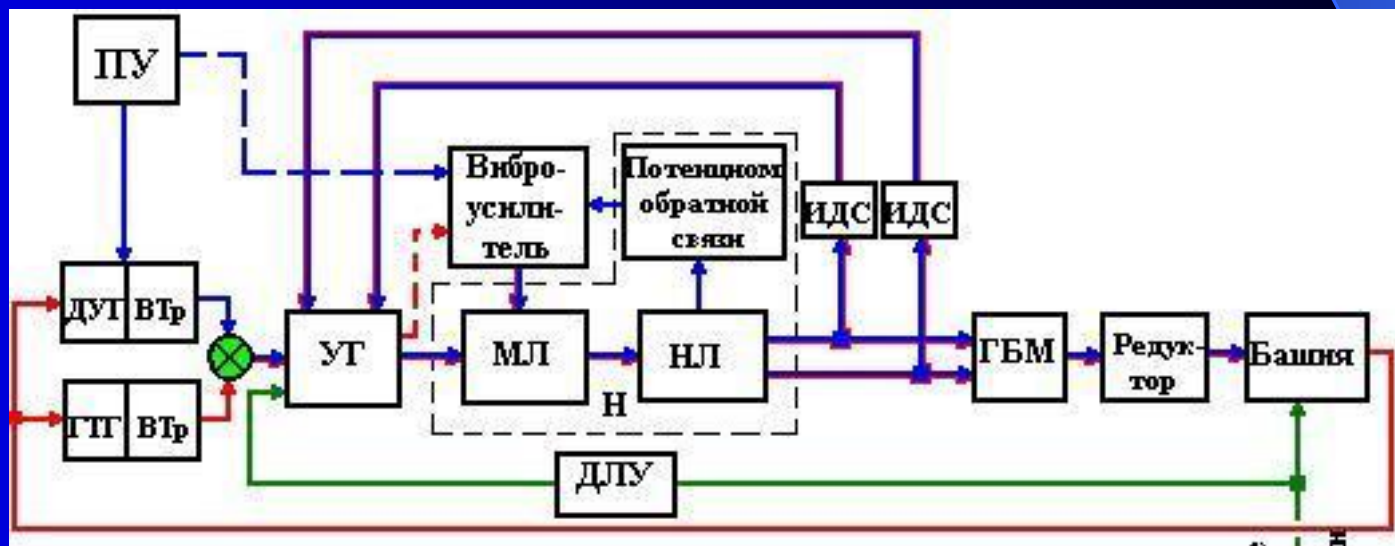 ПУ
Вибро-
усили-
тель
Потенциом
обратной
связи
ИДС
ИДС
ДУГ
ВТр
ГТГ
ВТр
УГ
МЛ
НЛ
Н
ГБМ
Редук-
тор
Башня
ДЛУ